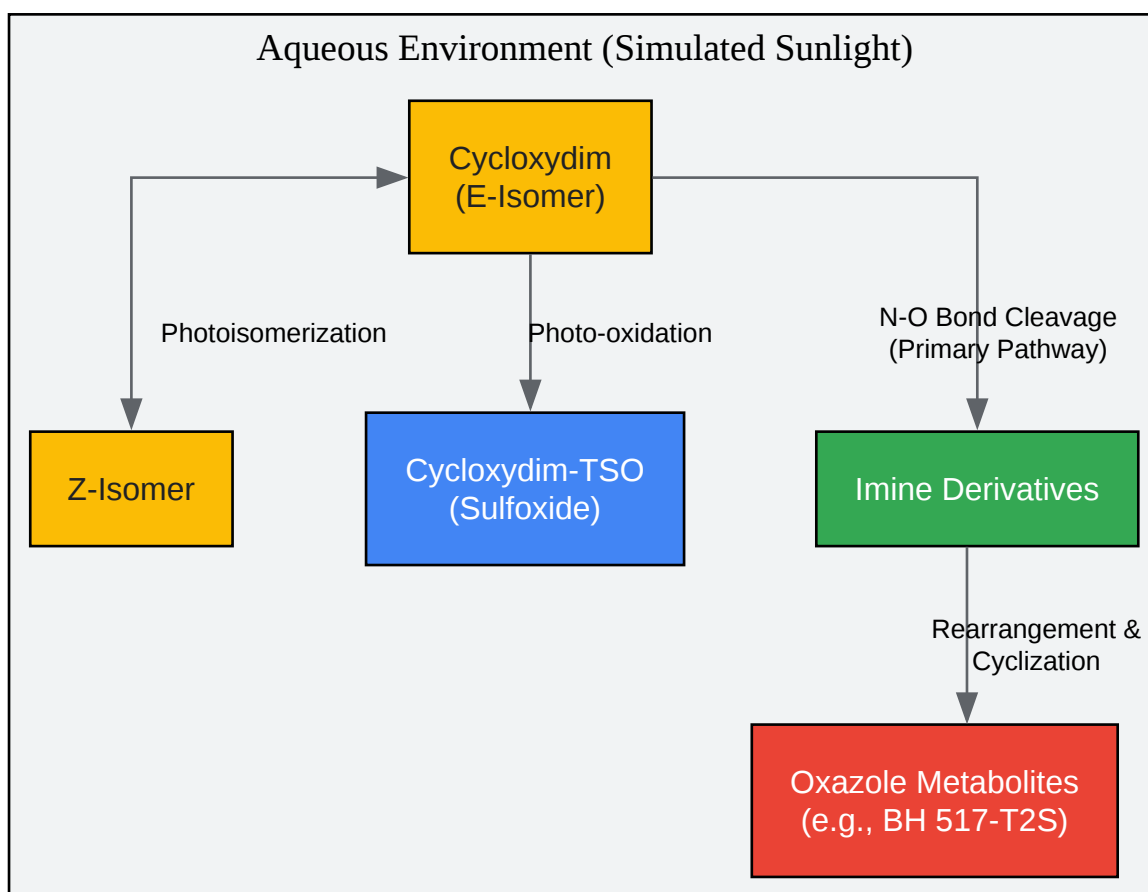 Aqueous Environment (Simulated Sunlight)
Cycloxydim
(E-Isomer)
Photoisomerization
Photo-oxidation
N-O Bond Cleavage
(Primary Pathway)
Z-Isomer
Cycloxydim-TSO
(Sulfoxide)
Imine Derivatives
Rearrangement &
Cyclization
Oxazole Metabolites
(e.g., BH 517-T2S)